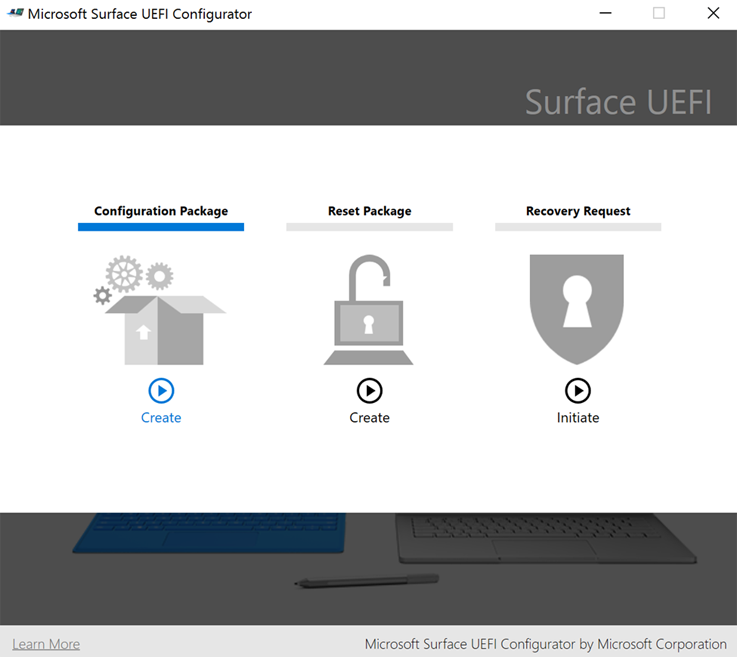 Microsoft Surface UEFI Configurator
Surface UEFI
Configuration Package
Reset Package
Recovery Request
Create
Create
Initiate
Learn More
Microsoft Surface UEFI Configurator by Microsoft Corporation